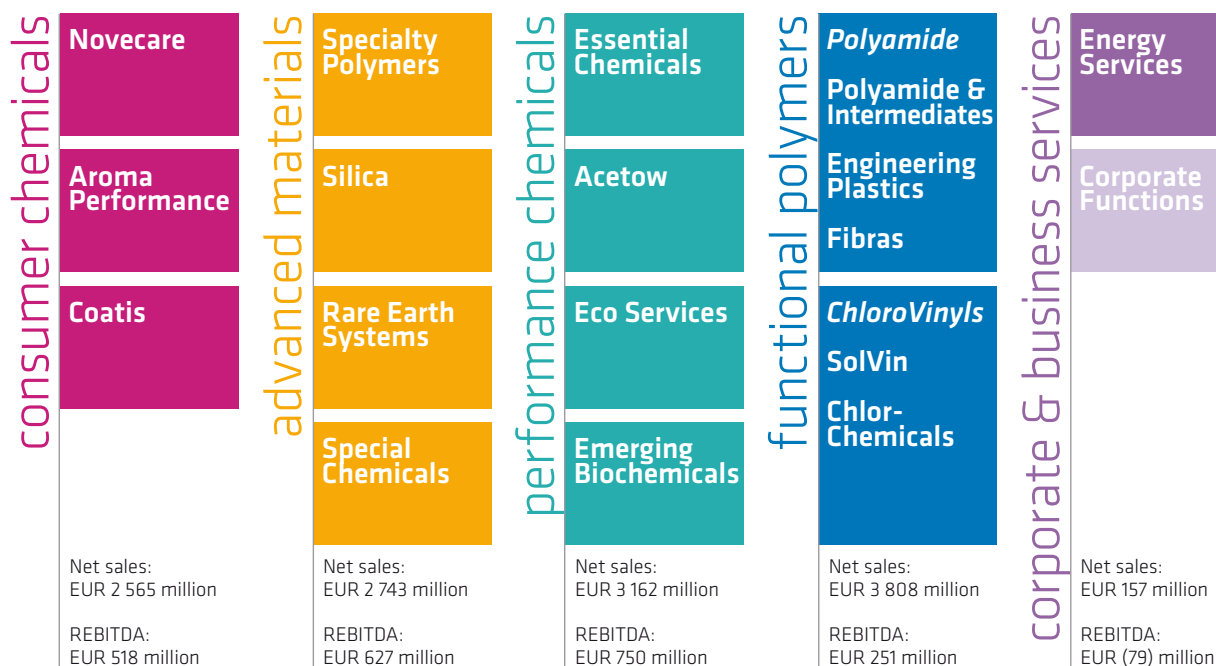 consumer chemicals
Novecare
Aroma
Performance
Coatis
Net sales:
EUR 2 565 million
REBITDA:
EUR 518 million
advanced materials
Specialty
Polymers
Silica
Rare Earth
Systems
Special
Chemicals
Net sales:
EUR 2 743 million
REBITDA:
EUR 627 million
performance chemicals
Essential
Chemicals
Acetow
Eco Services
Emerging
Biochemicals
Net sales:
EUR 3 162 million
REBITDA:
EUR 750 million
functional polymers
Polyamide
Polyamide &
Intermediates
Engineering
Plastics
Fibras
ChloroVinyls
SolVin
Chlor-
Chemicals
Net sales:
EUR 3 808 million
REBITDA:
EUR 251 million
corporate & business services
Energy
Services
Corporate
Functions
Net sales:
EUR 157 million
REBITDA:
EUR (79) million